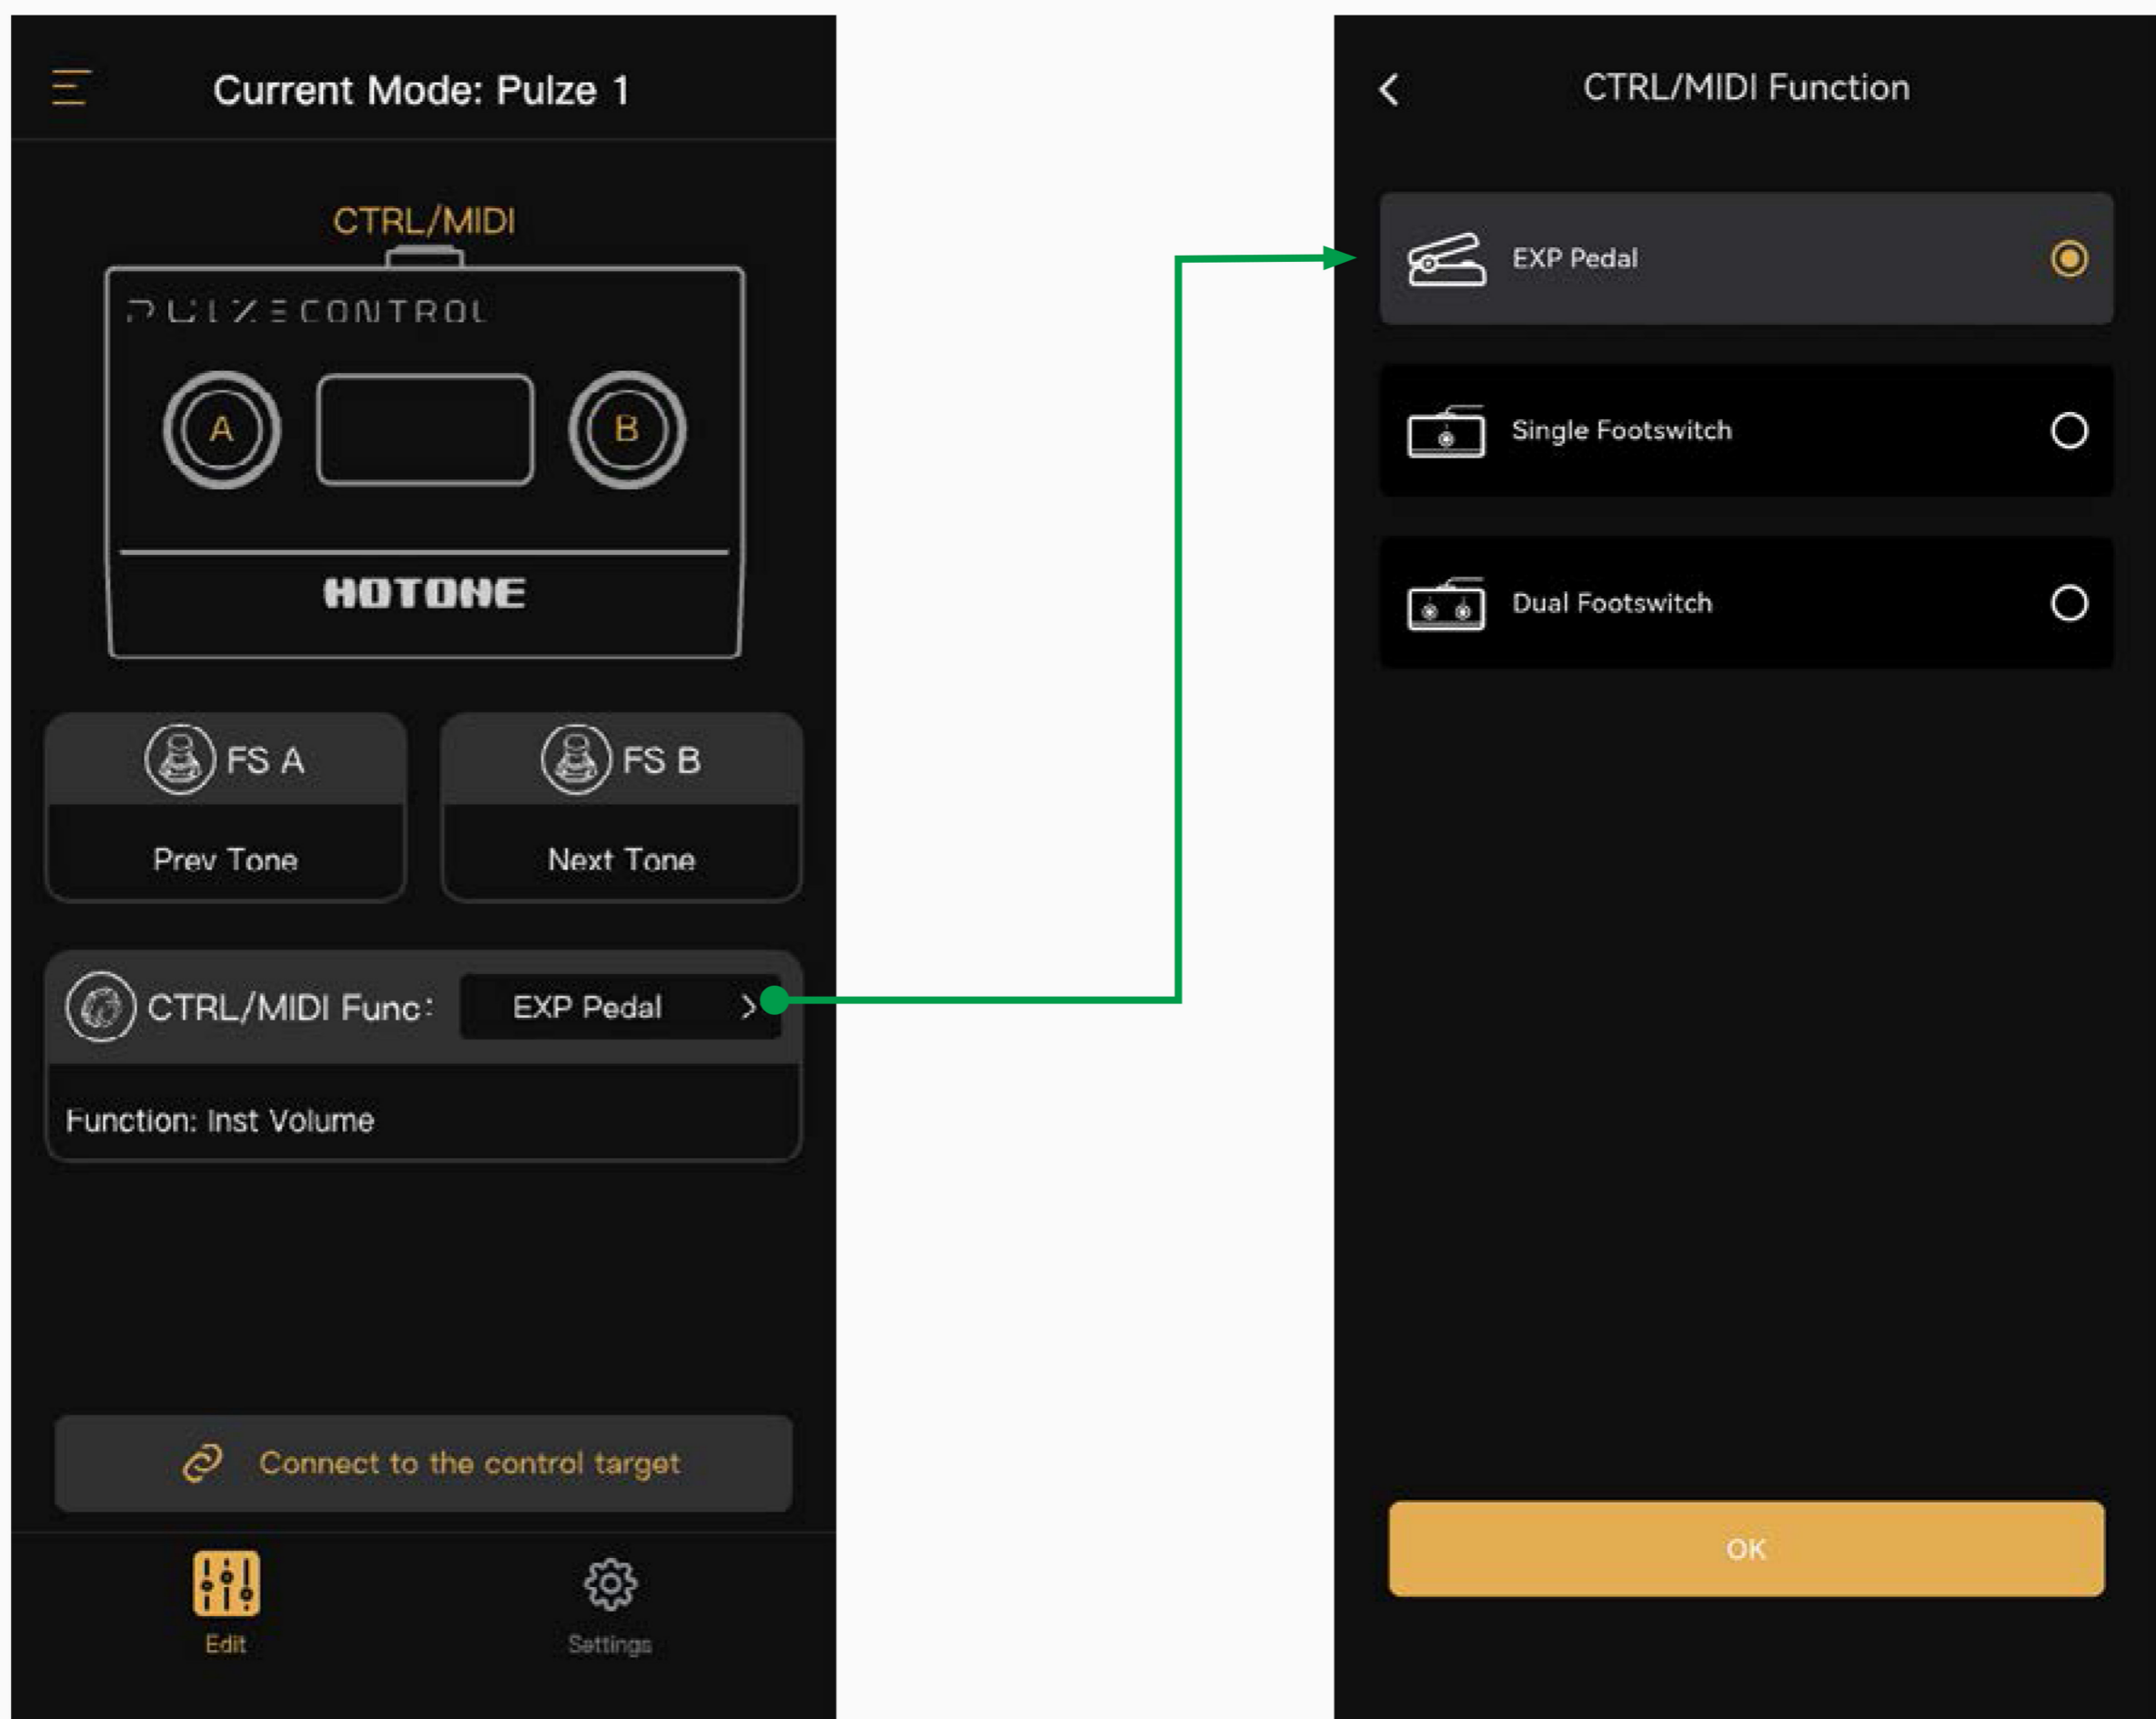 Current Mode: Pulze 1
CTRL/MIDI
PULZE CONTROL
A
B
HOTONE
FS A
FS B
Prev Tone
Next Tone
CTRL/MIDI Func:
EXP Pedal
Function: Inst Volume
Connect to the control target
Edit
Settings
CTRL/MIDI Function
EXP Pedal
Single Footswitch
Dual Footswitch
OK